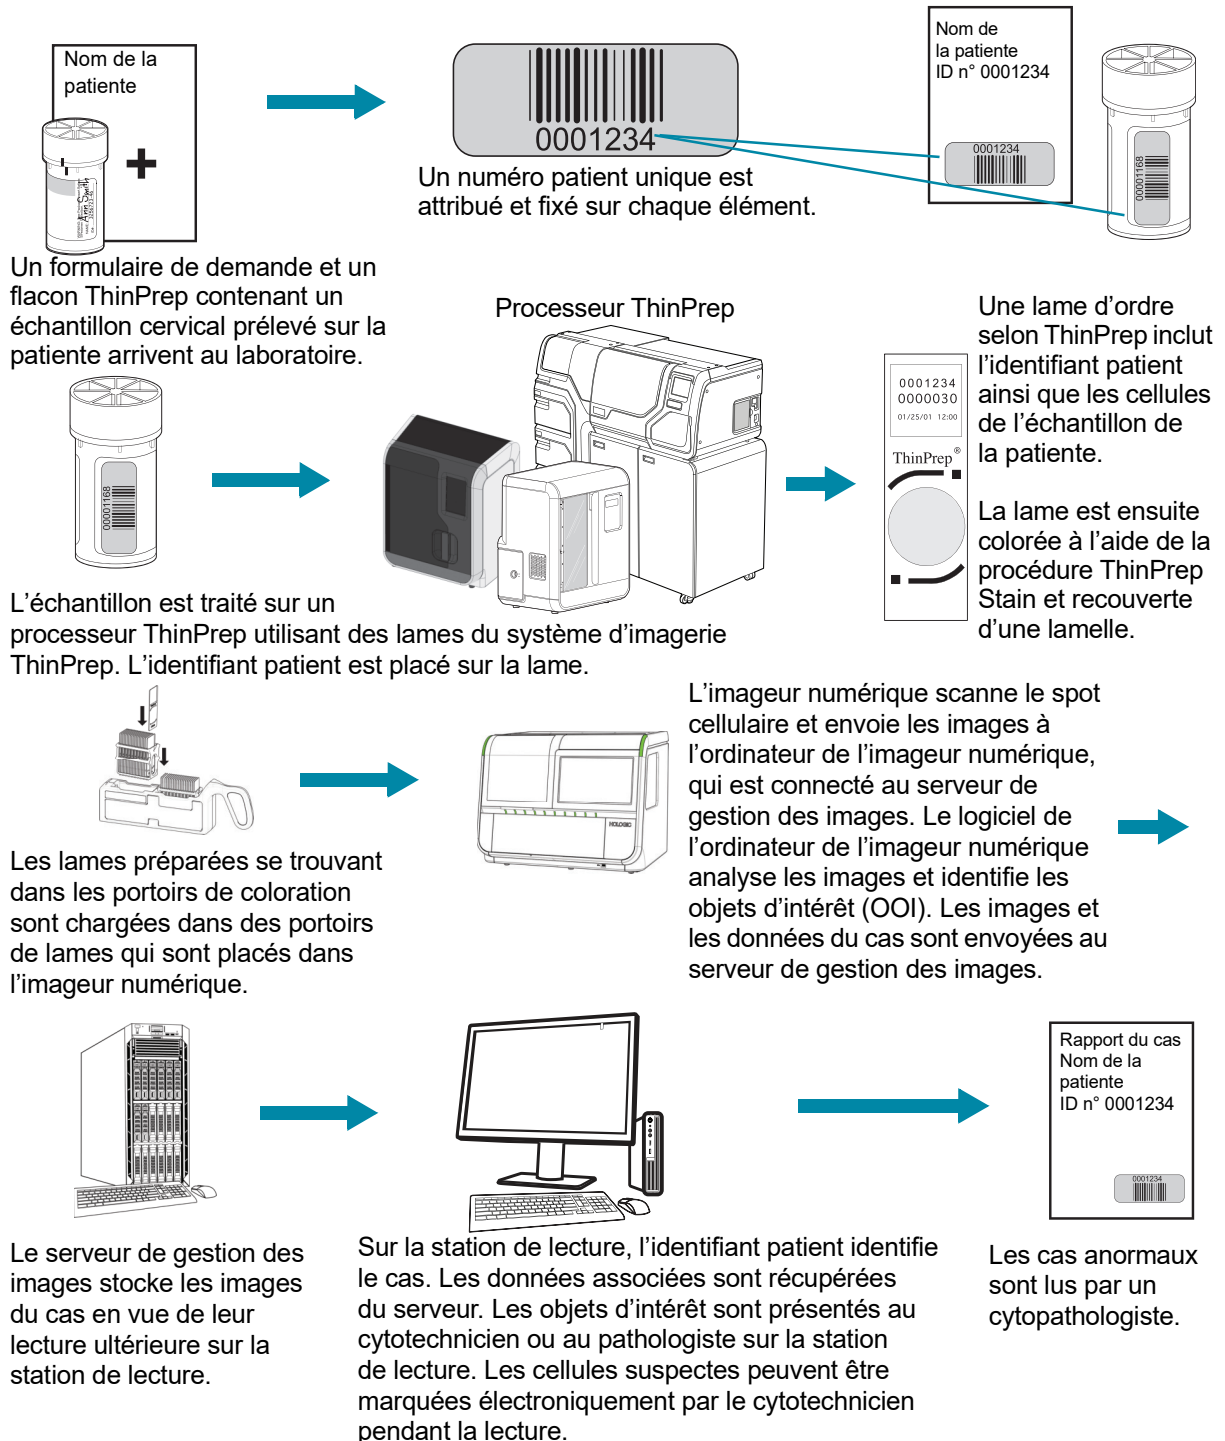 Nom de la
patiente
0001234
Un numéro patient unique est
attribué et fixé sur chaque élément.
Nom de
la patiente
ID n° 0001234
0001234
00001168
Un formulaire de demande et un
flacon ThinPrep contenant un
échantillon cervical prélevé sur la
patiente arrivent au laboratoire.
00001168
L’échantillon est traité sur un
processeur ThinPrep utilisant des lames du système d’imagerie
ThinPrep. L’identifiant patient est placé sur la lame.
Processeur ThinPrep
0001234
0000030
01/25/01 12:00
ThinPrep®
Une lame d’ordre
selon ThinPrep inclut
l’identifiant patient
ainsi que les cellules
de l’échantillon de
la patiente.
La lame est ensuite
colorée à l’aide de la
procédure ThinPrep
Stain et recouverte
d’une lamelle.
Les lames préparées se trouvant
dans les portoirs de coloration
sont chargées dans des portoirs
de lames qui sont placés dans
l’imageur numérique.
HOLOGIC
L’imageur numérique scanne le spot
cellulaire et envoie les images à
l’ordinateur de l’imageur numérique,
qui est connecté au serveur de
gestion des images. Le logiciel de
l’ordinateur de l’imageur numérique
analyse les images et identifie les
objets d’intérêt (OOI). Les images et
les données du cas sont envoyées au
serveur de gestion des images.
Le serveur de gestion des
images stocke les images
du cas en vue de leur
lecture ultérieure sur la
station de lecture.
Sur la station de lecture, l’identifiant patient identifie
le cas. Les données associées sont récupérées
du serveur. Les objets d’intérêt sont présentés au
cytotechnicien ou au pathologiste sur la station
de lecture. Les cellules suspectes peuvent être
marquées électroniquement par le cytotechnicien
pendant la lecture.
Rapport du cas
Nom de la
patiente
ID n° 0001234
0001234
Les cas anormaux
sont lus par un
cytopathologiste.